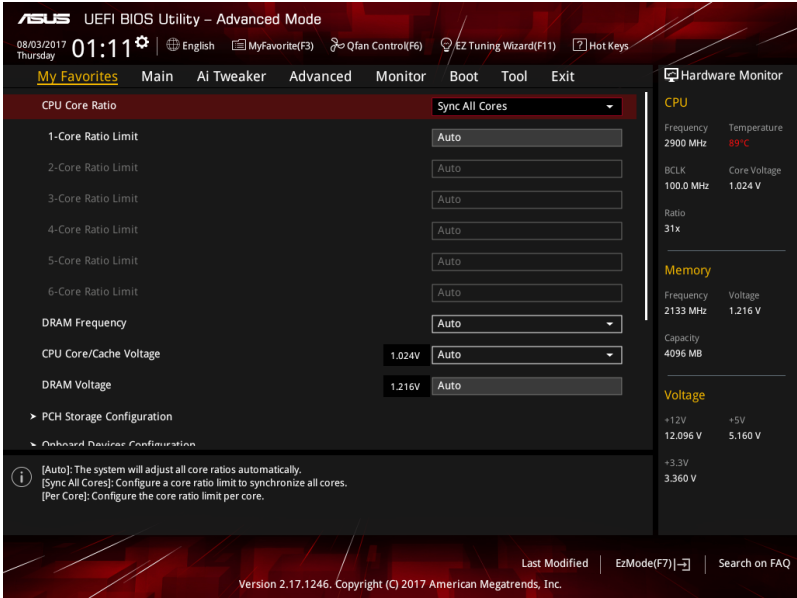 ASUS UEFI BIOS Utility – Advanced Mode
08/03/2017 Thursday 01:11 English MyFavorite(F3) Qfan Control(F6) EZ Tuning Wizard(F11) ? Hot Keys
My Favorites Main Ai Tweaker Advanced Monitor Boot Tool Exit
CPU Core Ratio Sync All Cores
1-Core Ratio Limit Auto
2-Core Ratio Limit Auto
3-Core Ratio Limit Auto
4-Core Ratio Limit Auto
5-Core Ratio Limit Auto
6-Core Ratio Limit Auto
DRAM Frequency Auto
CPU Core/Cache Voltage 1.024V Auto
DRAM Voltage 1.216V Auto
> PCH Storage Configuration
> Onboard Devices Configuration
Hardware Monitor
CPU
Frequency Temperature
2900 MHz 89°C
BCLK Core Voltage
100.0 MHz 1.024 V
Ratio
31x
Memory
Frequency Voltage
2133 MHz 1.216 V
Capacity
4096 MB
Voltage
+12V +5V
12.096 V 5.160 V
+3.3V
3.360 V
i
[Auto]: The system will adjust all core ratios automatically.
[Sync All Cores]: Configure a core ratio limit to synchronize all cores.
[Per Core]: Configure the core ratio limit per core.
Last Modified EzMode(F7) Search on FAQ
Version 2.17.1246. Copyright (C) 2017 American Megatrends, Inc.